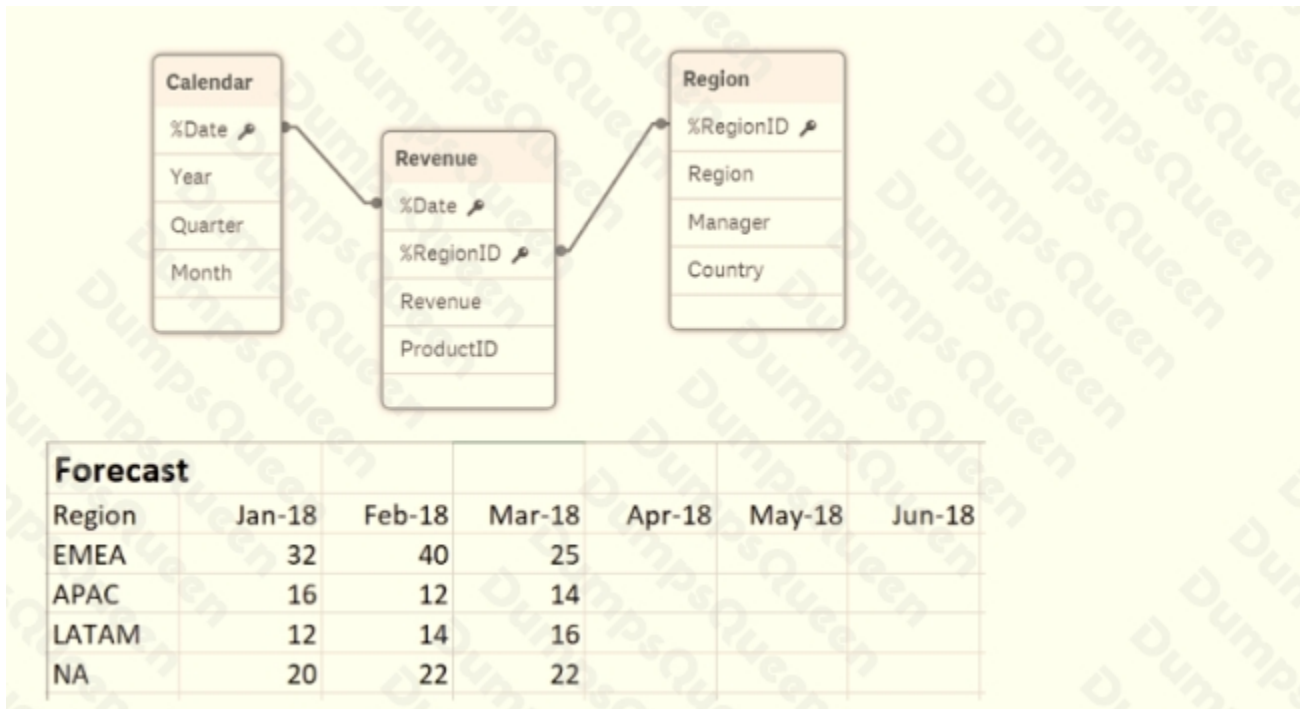 Calendar
%Date
Year
Quarter
Month
Revenue
%Date
%RegionID
Revenue
ProductID
Region
%RegionID
Region
Manager
Country
Forecast
Region Jan-18 Feb-18 Mar-18 Apr-18 May-18 Jun-18
EMEA 32 40 25
APAC 16 12 14
LATAM 12 14 16
NA 20 22 22
DumpsQueen